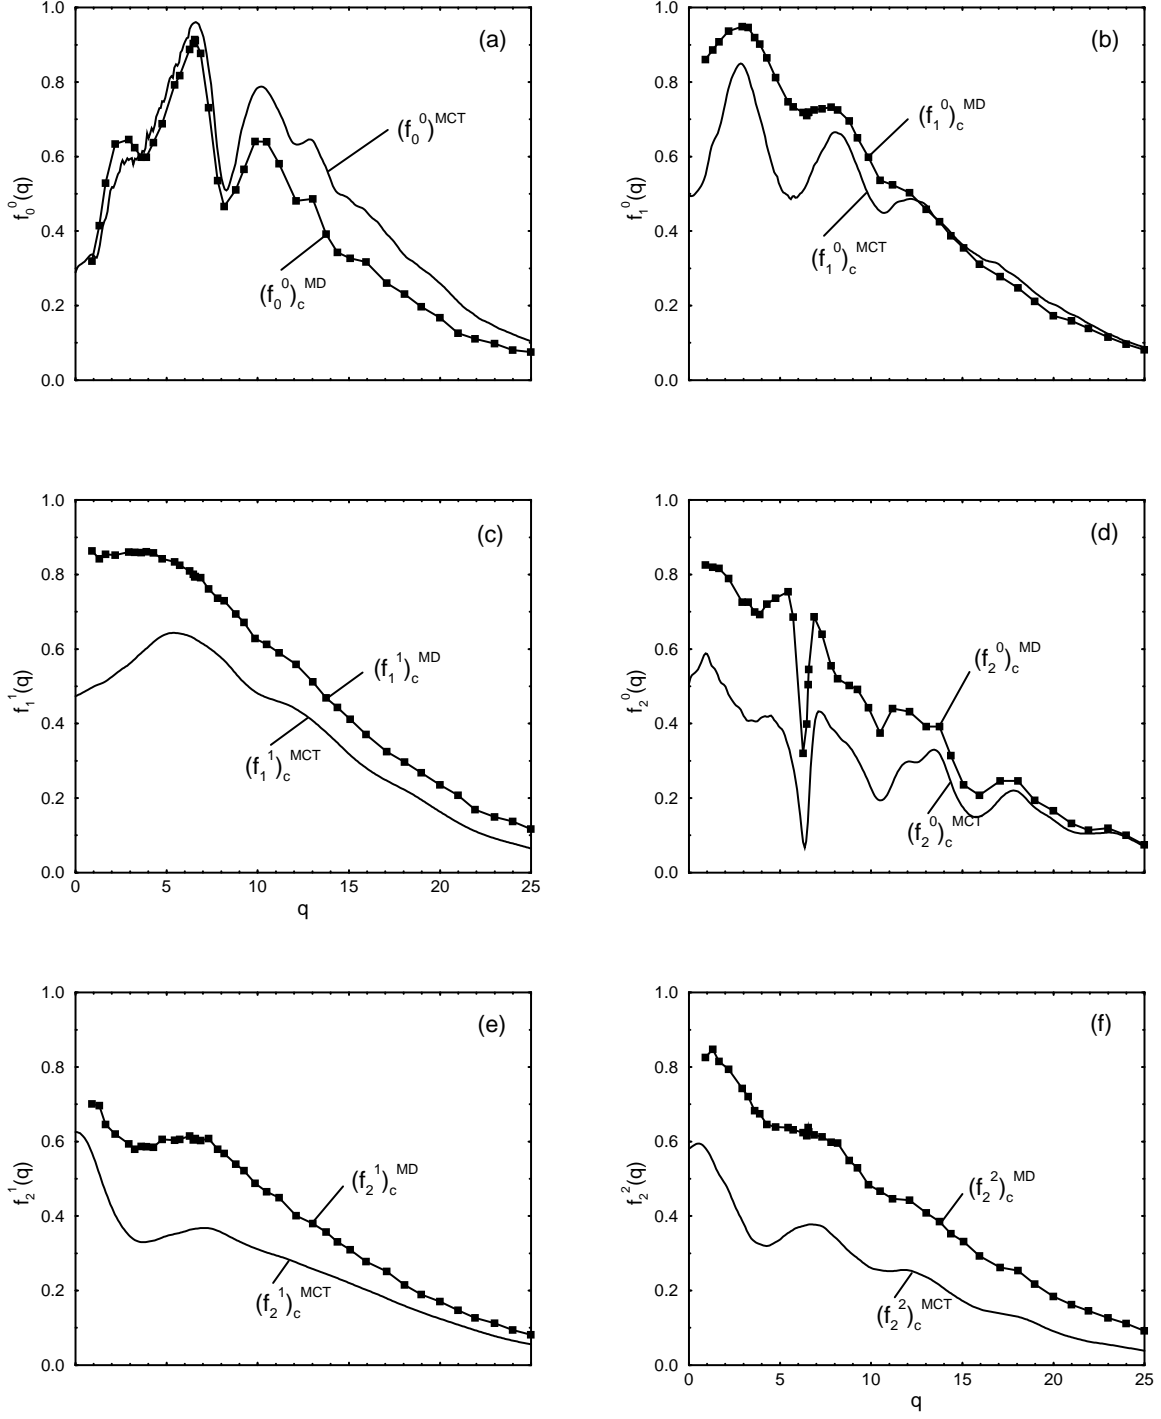 (a)
1.0
0.8
0.6
0.4
0.2
0.0
f_0^0(q)
(f_0^0)^MCT
(f_0^0)_c^MD
(b)
1.0
0.8
0.6
0.4
0.2
0.0
f_1^0(q)
(f_1^0)_c^MD
(f_1^0)_c^MCT
(c)
1.0
0.8
0.6
0.4
0.2
0.0
f_1^1(q)
(f_1^1)_c^MD
(f_1^1)_c^MCT
0 5 10 15 20 25
q
(d)
1.0
0.8
0.6
0.4
0.2
0.0
f_2^0(q)
(f_2^0)_c^MD
(f_2^0)_c^MCT
(e)
1.0
0.8
0.6
0.4
0.2
0.0
f_2^1(q)
(f_2^1)_c^MD
(f_2^1)_c^MCT
(f)
1.0
0.8
0.6
0.4
0.2
0.0
f_2^2(q)
(f_2^2)_c^MD
(f_2^2)_c^MCT
0 5 10 15 20 25
q